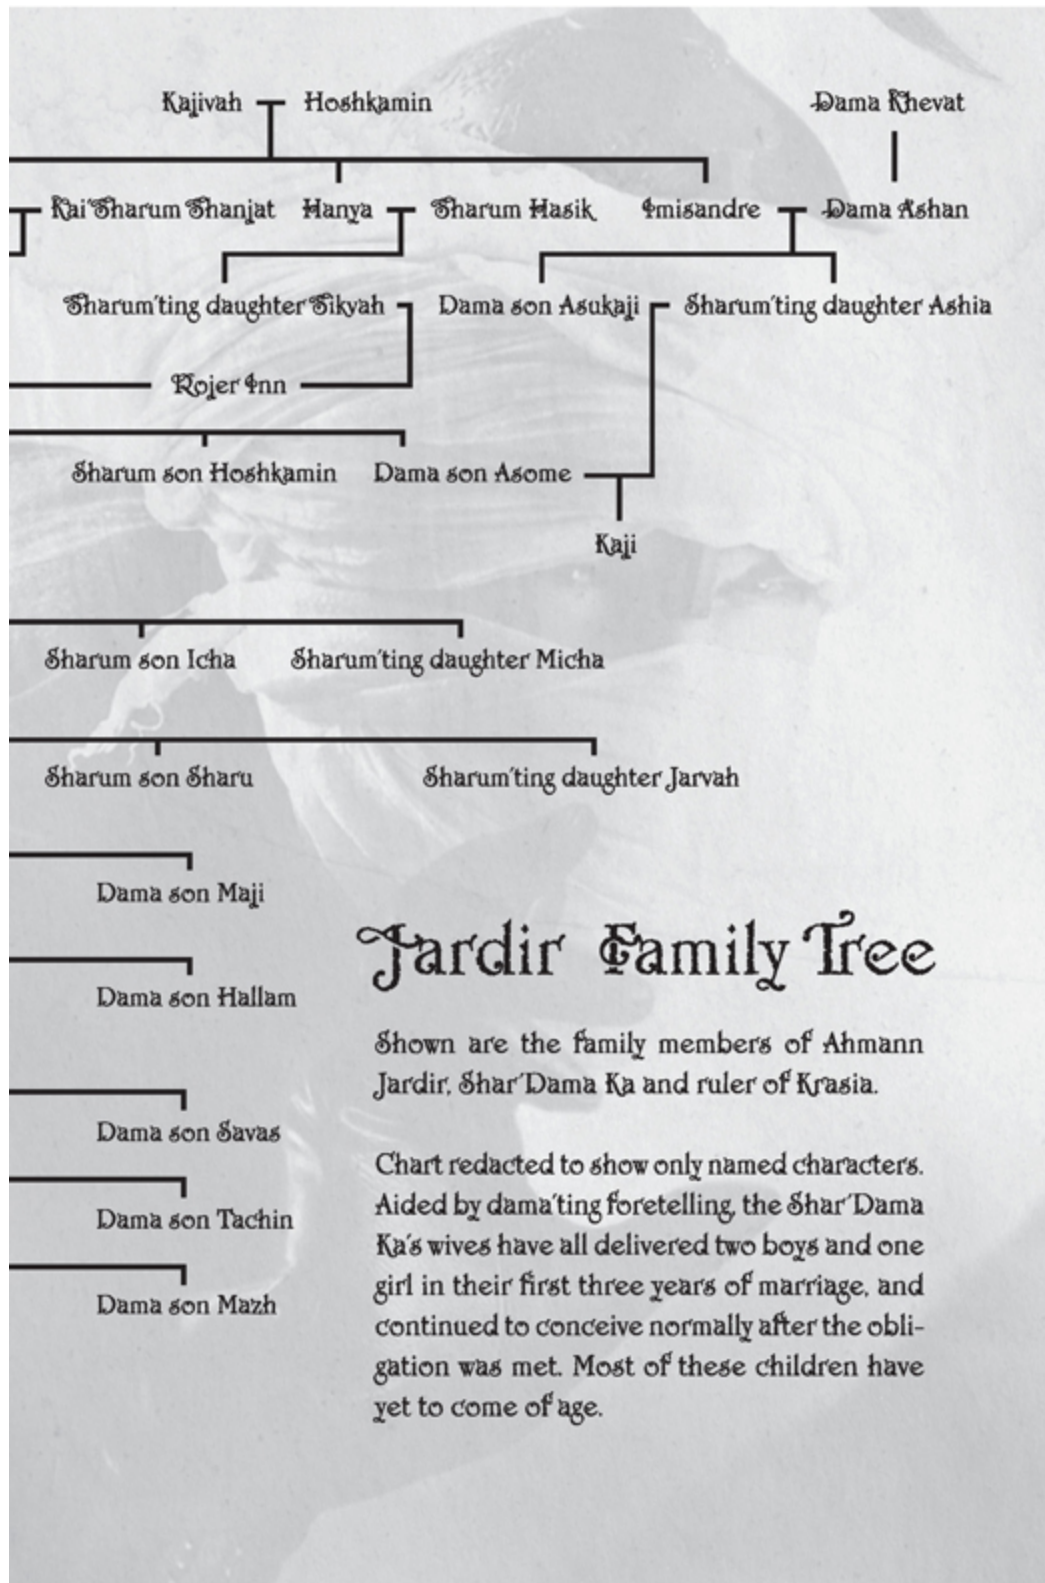 Kajivah Hoshkamin Dama Khevat
Kai'Sharum Shanjat Hanya Sharum Hasik Imisandre Dama Ashan
Sharum'ting daughter Sikvah Dama son Asukaji Sharum'ting daughter Ashia
Rojer Inn
Sharum son Hoshkamin Dama son Asome
Kaji
Sharum son Icha Sharum'ting daughter Micha
Sharum son Sharu Sharum'ting daughter Jarvah
Dama son Maji
Dama son Hallam
Dama son Savas
Dama son Tachin
Dama son Mazh
Jardir Family Tree
Shown are the family members of Ahmann
Jardir, Shar'Dama Ka and ruler of Krasia.
Chart redacted to show only named characters.
Aided by dama'ting foretelling, the Shar'Dama
Ka's wives have all delivered two boys and one
girl in their first three years of marriage, and
continued to conceive normally after the obli-
gation was met. Most of these children have
yet to come of age.